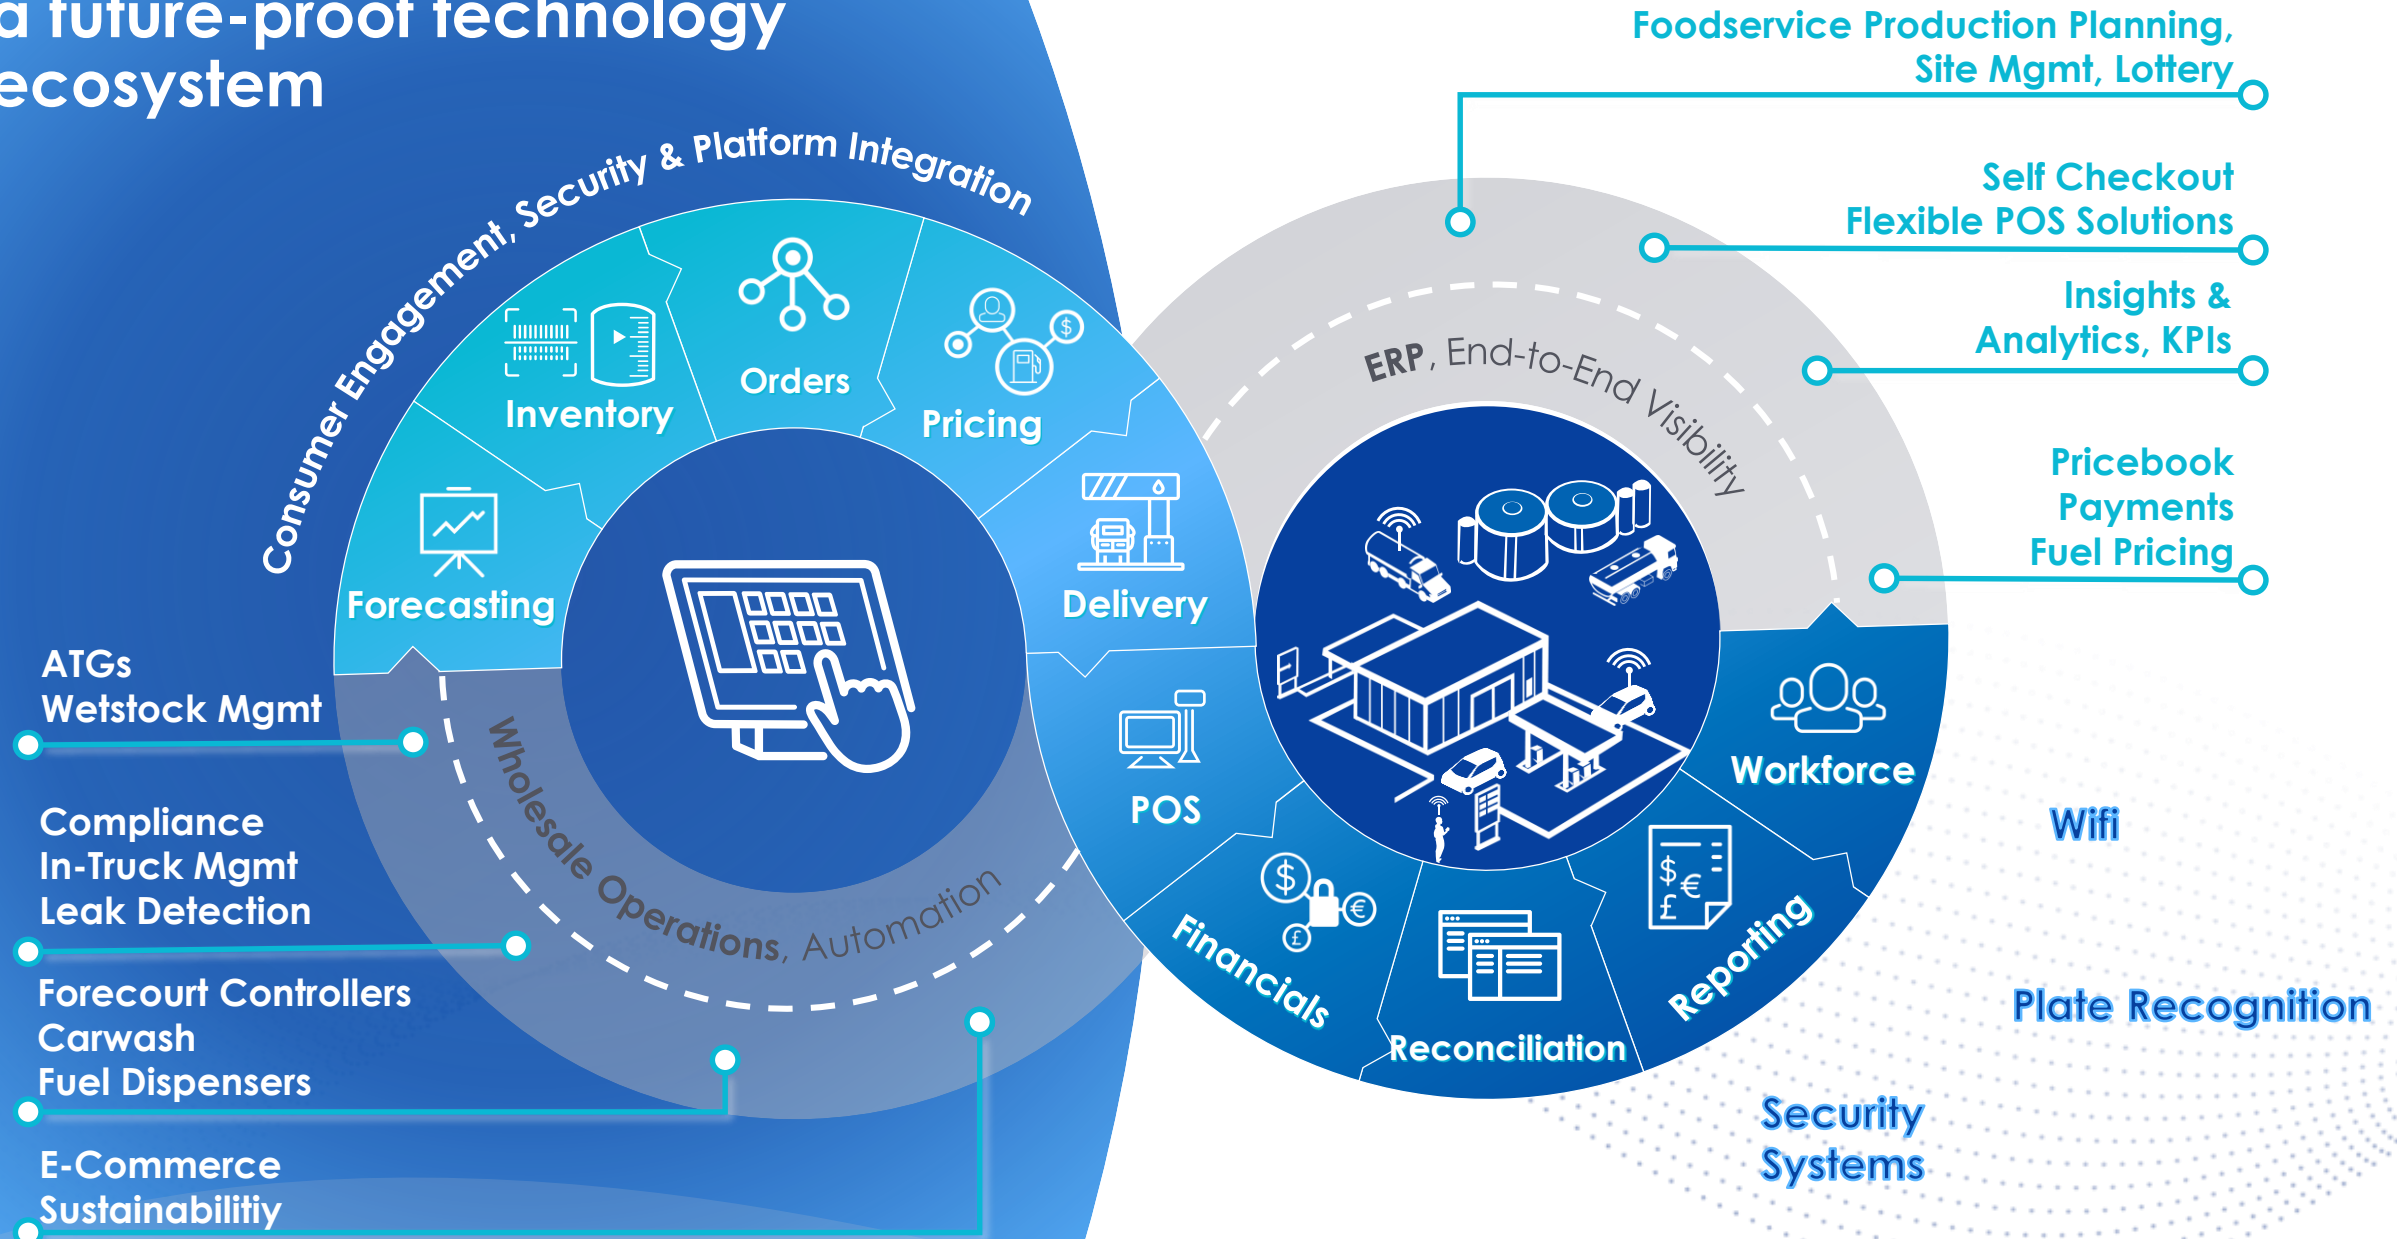 a future-proof technology
ecosystem
Consumer Engagement, Security & Platform Integration
Forecasting
Inventory
Orders
Pricing
Delivery
POS
Financials
Reconciliation
Reporting
Workforce
Wholesale Operations, Automation
ERP, End-to-End Visibility
ATGs
Wetstock Mgmt
Compliance
In-Truck Mgmt
Leak Detection
Forecourt Controllers
Carwash
Fuel Dispensers
E-Commerce
Sustainabilitiy
Foodservice Production Planning,
Site Mgmt, Lottery
Self Checkout
Flexible POS Solutions
Insights &
Analytics, KPIs
Pricebook
Payments
Fuel Pricing
Wifi
Plate Recognition
Security
Systems